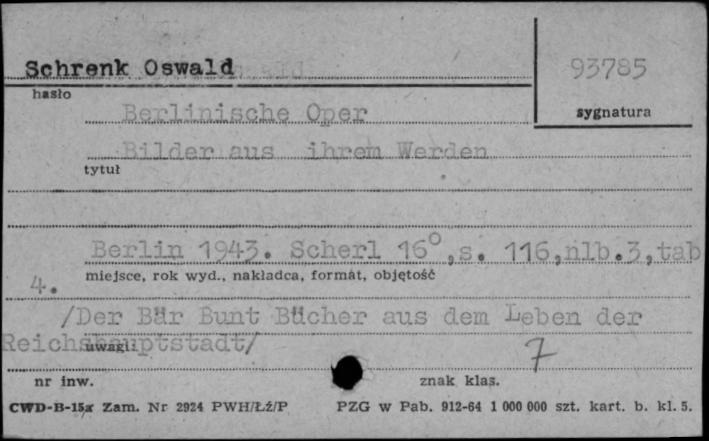 Schrenk Oswald
93785
hasło
sygnatura
Berlinische Oper
Bilder aus ihrem Werden
tytuł
Berlin 1943. Scherl 16°, s. 116, nlb. 3, tab
miejsce, rok wyd., nakładca, format, objętość
4.
/Der Bär Bunt Bücher aus dem Leben der
Reichshauptstadt/
uwagi:
7
nr inw.
znak klas.
CWD-B-15a Zam. Nr 2924 PWH/Łź/P
PZG w Pab. 912-64 1 000 000 szt. kart. b. kl. 5.